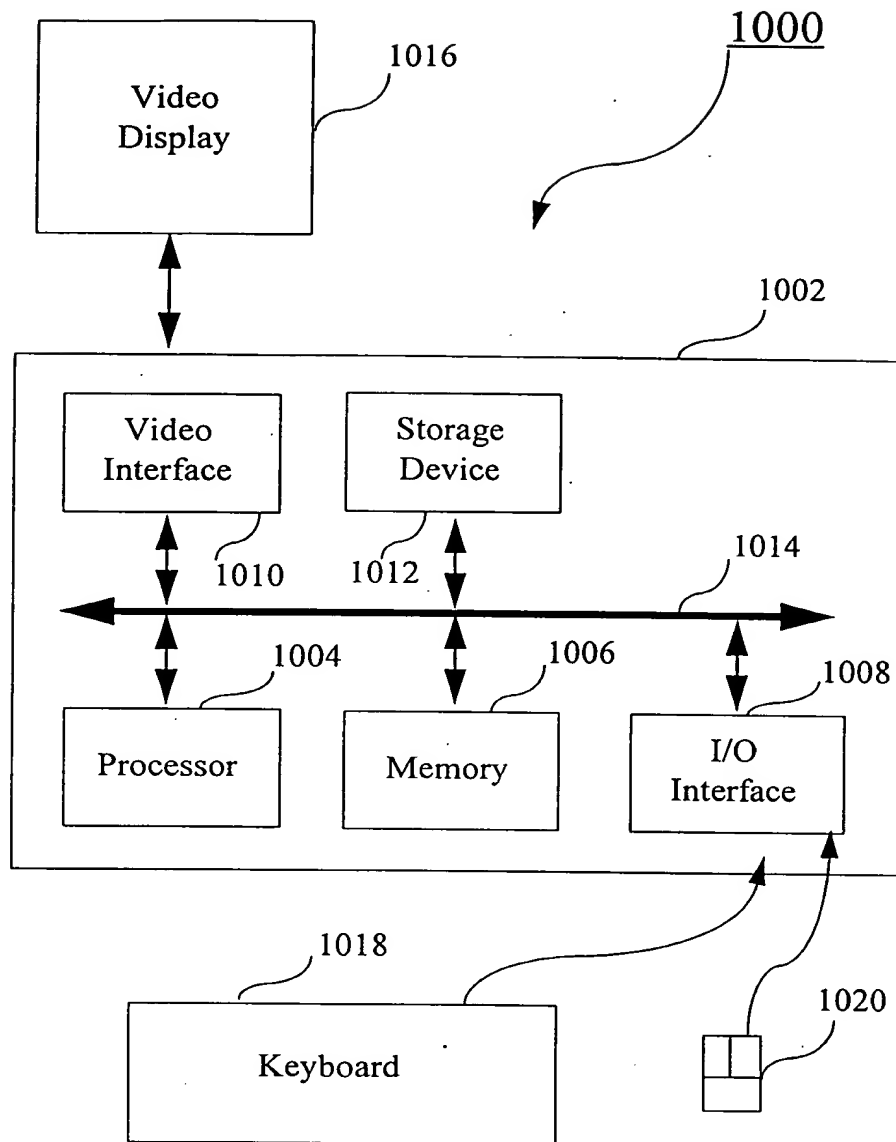 1000
1016
Video
Display
1002
Video
Interface
Storage
Device
1010
1012
1014
1004
1006
1008
Processor
Memory
I/O
Interface
1018
1020
Keyboard